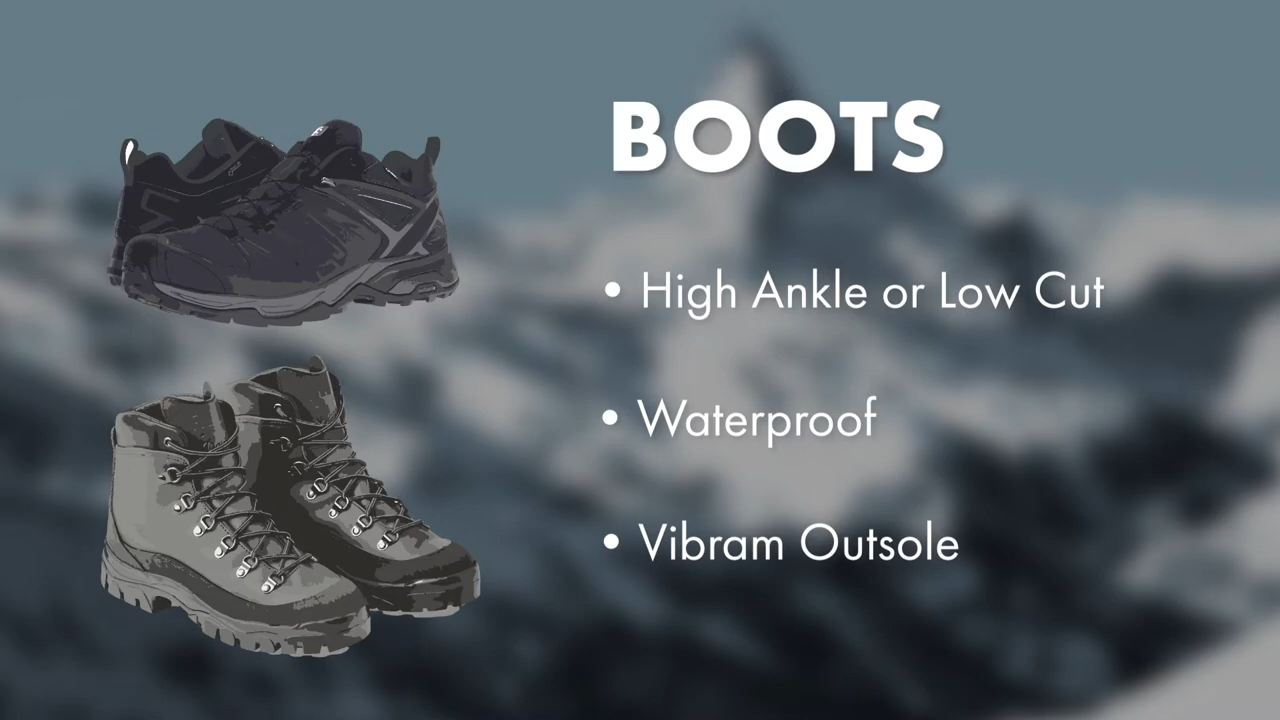 BOOTS
• High Ankle or Low Cut
• Waterproof
• Vibram Outsole